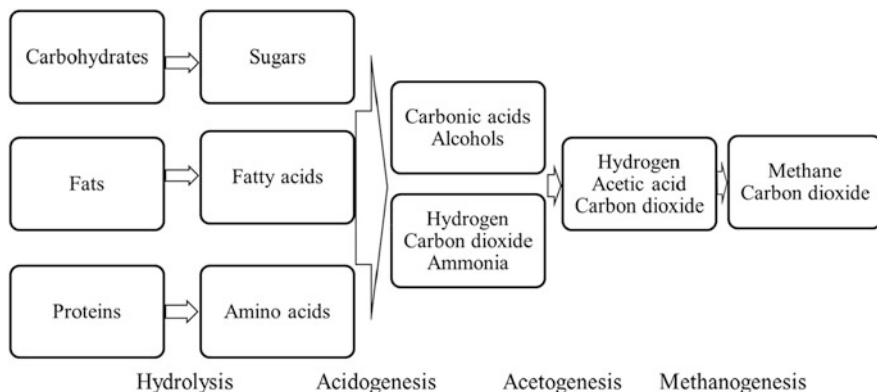 Carbohydrates
Sugars
Fats
Fatty acids
Proteins
Amino acids
Carbonic acids
Alcohols
Hydrogen
Carbon dioxide
Ammonia
Hydrogen
Acetic acid
Carbon dioxide
Methane
Carbon dioxide
Hydrolysis
Acidogenesis
Acetogenesis
Methanogenesis